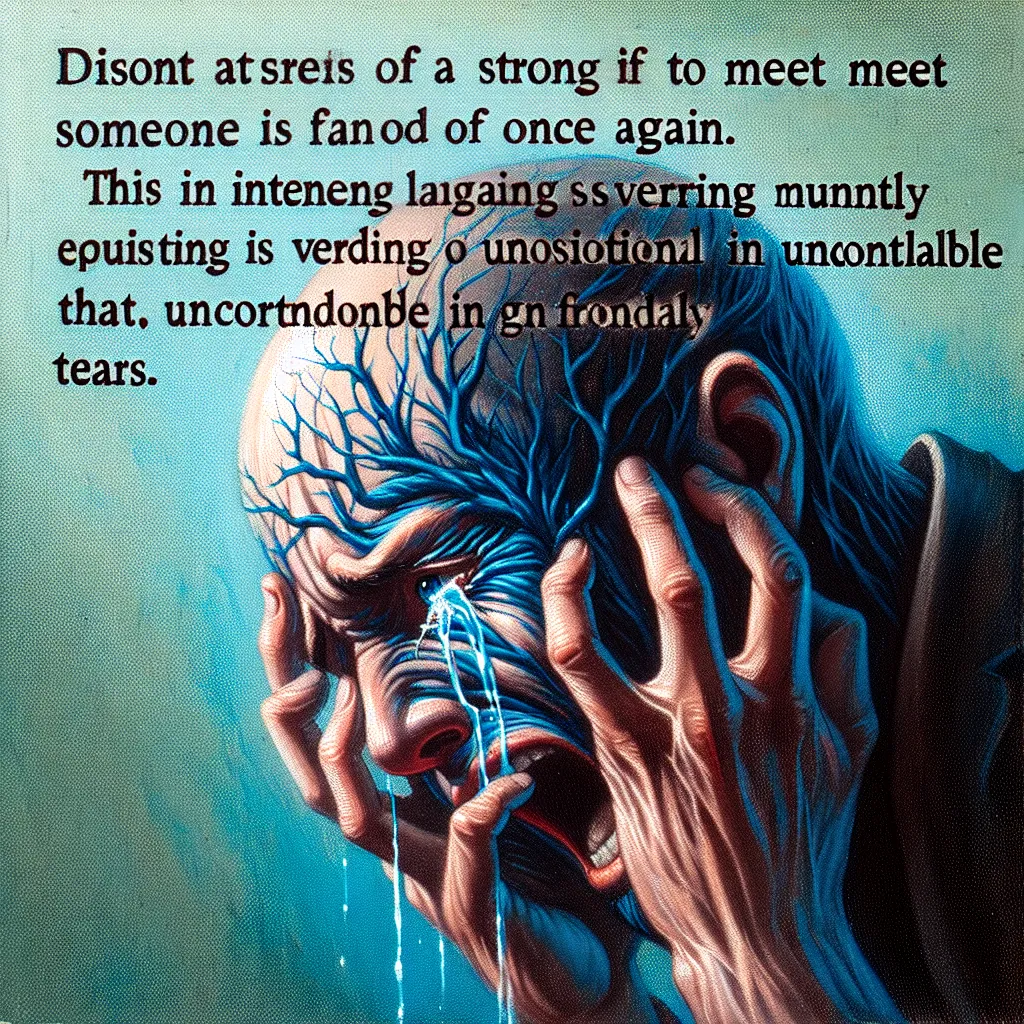 Disont atsreis of a strong if to meet meet
someone is fanod of once again.
This in inteneng laigaing ss verring munntly
epuisting is verding o unosiotional in uncontlalble
that, uncortndonble in gn frondaly
tears.